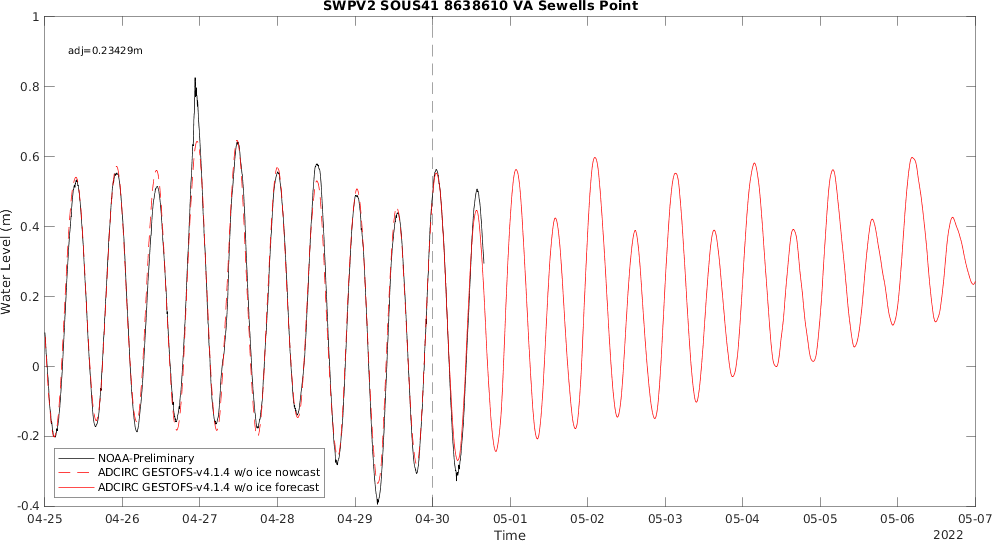 SWPV2 SOUS41 8638610 VA Sewells Point
adj=0.23429m
1
0.8
0.6
0.4
0.2
0
-0.2
-0.4
Water Level (m)
NOAA-Preliminary
ADCIRC GESTOFS-v4.1.4 w/o ice nowcast
ADCIRC GESTOFS-v4.1.4 w/o ice forecast
04-25 04-26 04-27 04-28 04-29 04-30 05-01 05-02 05-03 05-04 05-05 05-06 05-07
Time
2022